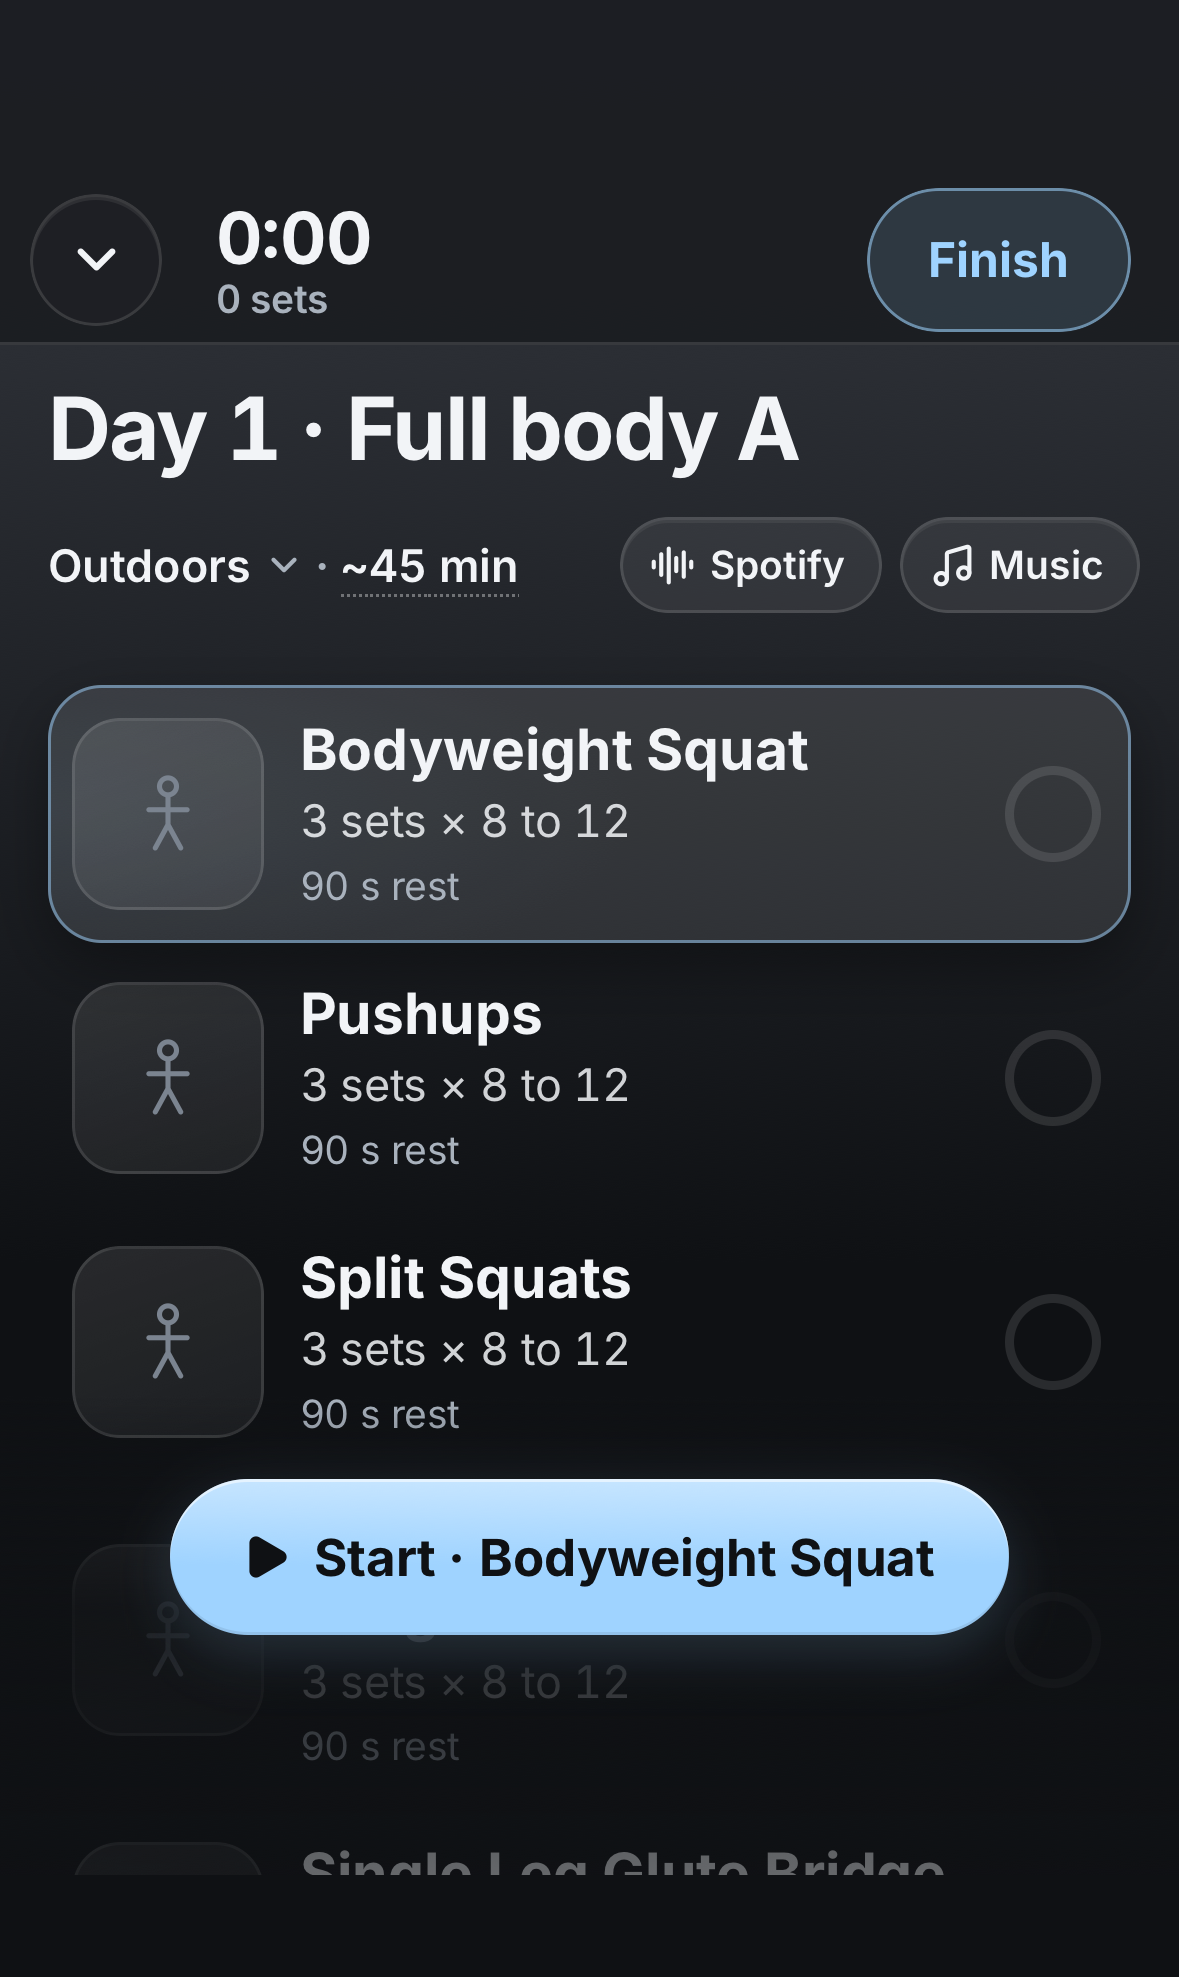 0:00
0 sets
Finish
Day 1 · Full body A
Outdoors · ~45 min
Spotify
Music
Bodyweight Squat
3 sets × 8 to 12
90 s rest
Pushups
3 sets × 8 to 12
90 s rest
Split Squats
3 sets × 8 to 12
90 s rest
Start · Bodyweight Squat
3 sets × 8 to 12
90 s rest
Single Leg Glute Bridge